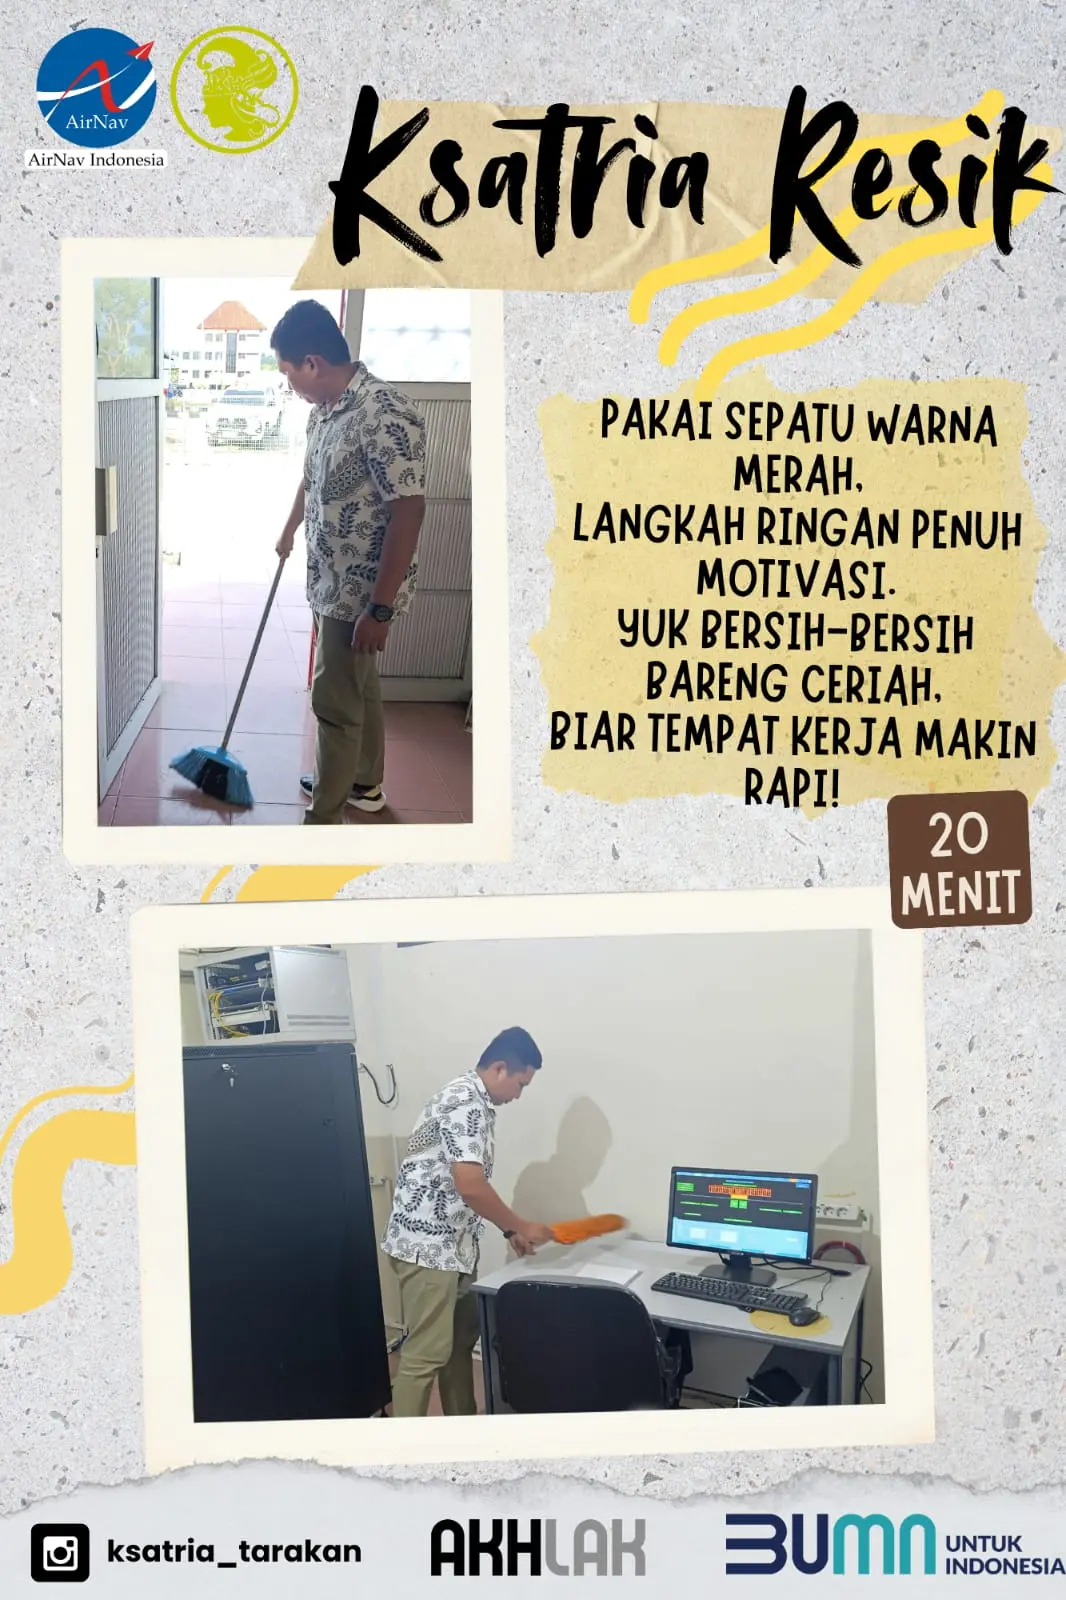 AirNav
AirNav Indonesia
Ksatria Resik
PAKAI SEPATU WARNA
MERAH,
LANGKAH RINGAN PENUH
MOTIVASI.
YUK BERSIH-BERSIH
BARENG CERIAH,
BIAR TEMPAT KERJA MAKIN
RAPI!
20
MENIT
ksatria_tarakan
AKHLAK
BUMN
UNTUK
INDONESIA